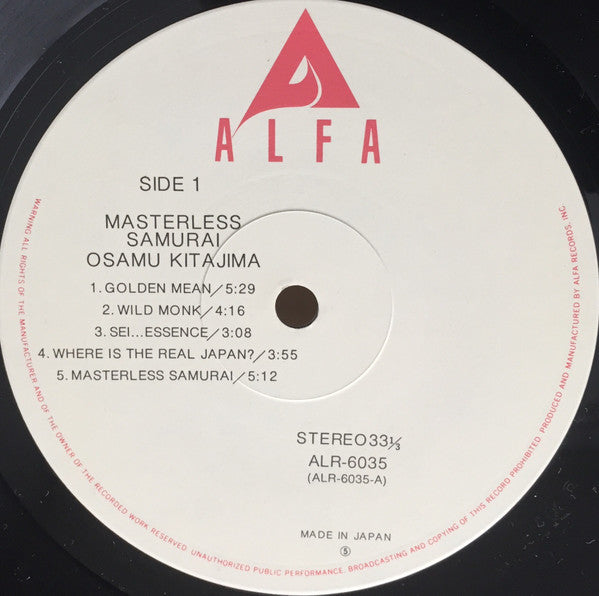 ALFA
SIDE 1
MASTERLESS
SAMURAI
OSAMU KITAJIMA
1. GOLDEN MEAN/5:29
2. WILD MONK/4:16
3. SEI...ESSENCE/3:08
4. WHERE IS THE REAL JAPAN?/3:55
5. MASTERLESS SAMURAI/5:12
STEREO 33⅓
ALR-6035
(ALR-6035-A)
MADE IN JAPAN
⑤
WARNING ALL RIGHTS OF THE MANUFACTURER AND OF THE OWNER OF THE RECORDED WORK RESERVED. UNAUTHORIZED PUBLIC PERFORMANCE. BROADCASTING AND COPYING OF THIS RECORD PROHIBITED. PRODUCED AND MANUFACTURED BY ALFA RECORDS, INC.